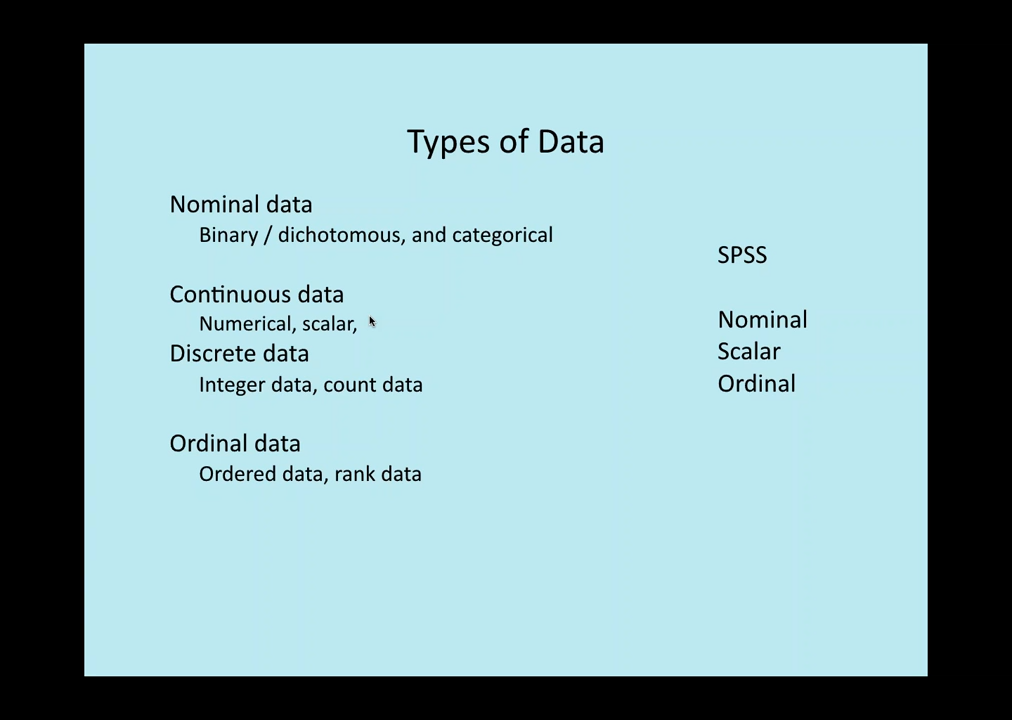 Types of Data
Nominal data
Binary / dichotomous, and categorical
Continuous data
Numerical, scalar,
Discrete data
Integer data, count data
Ordinal data
Ordered data, rank data
SPSS
Nominal
Scalar
Ordinal